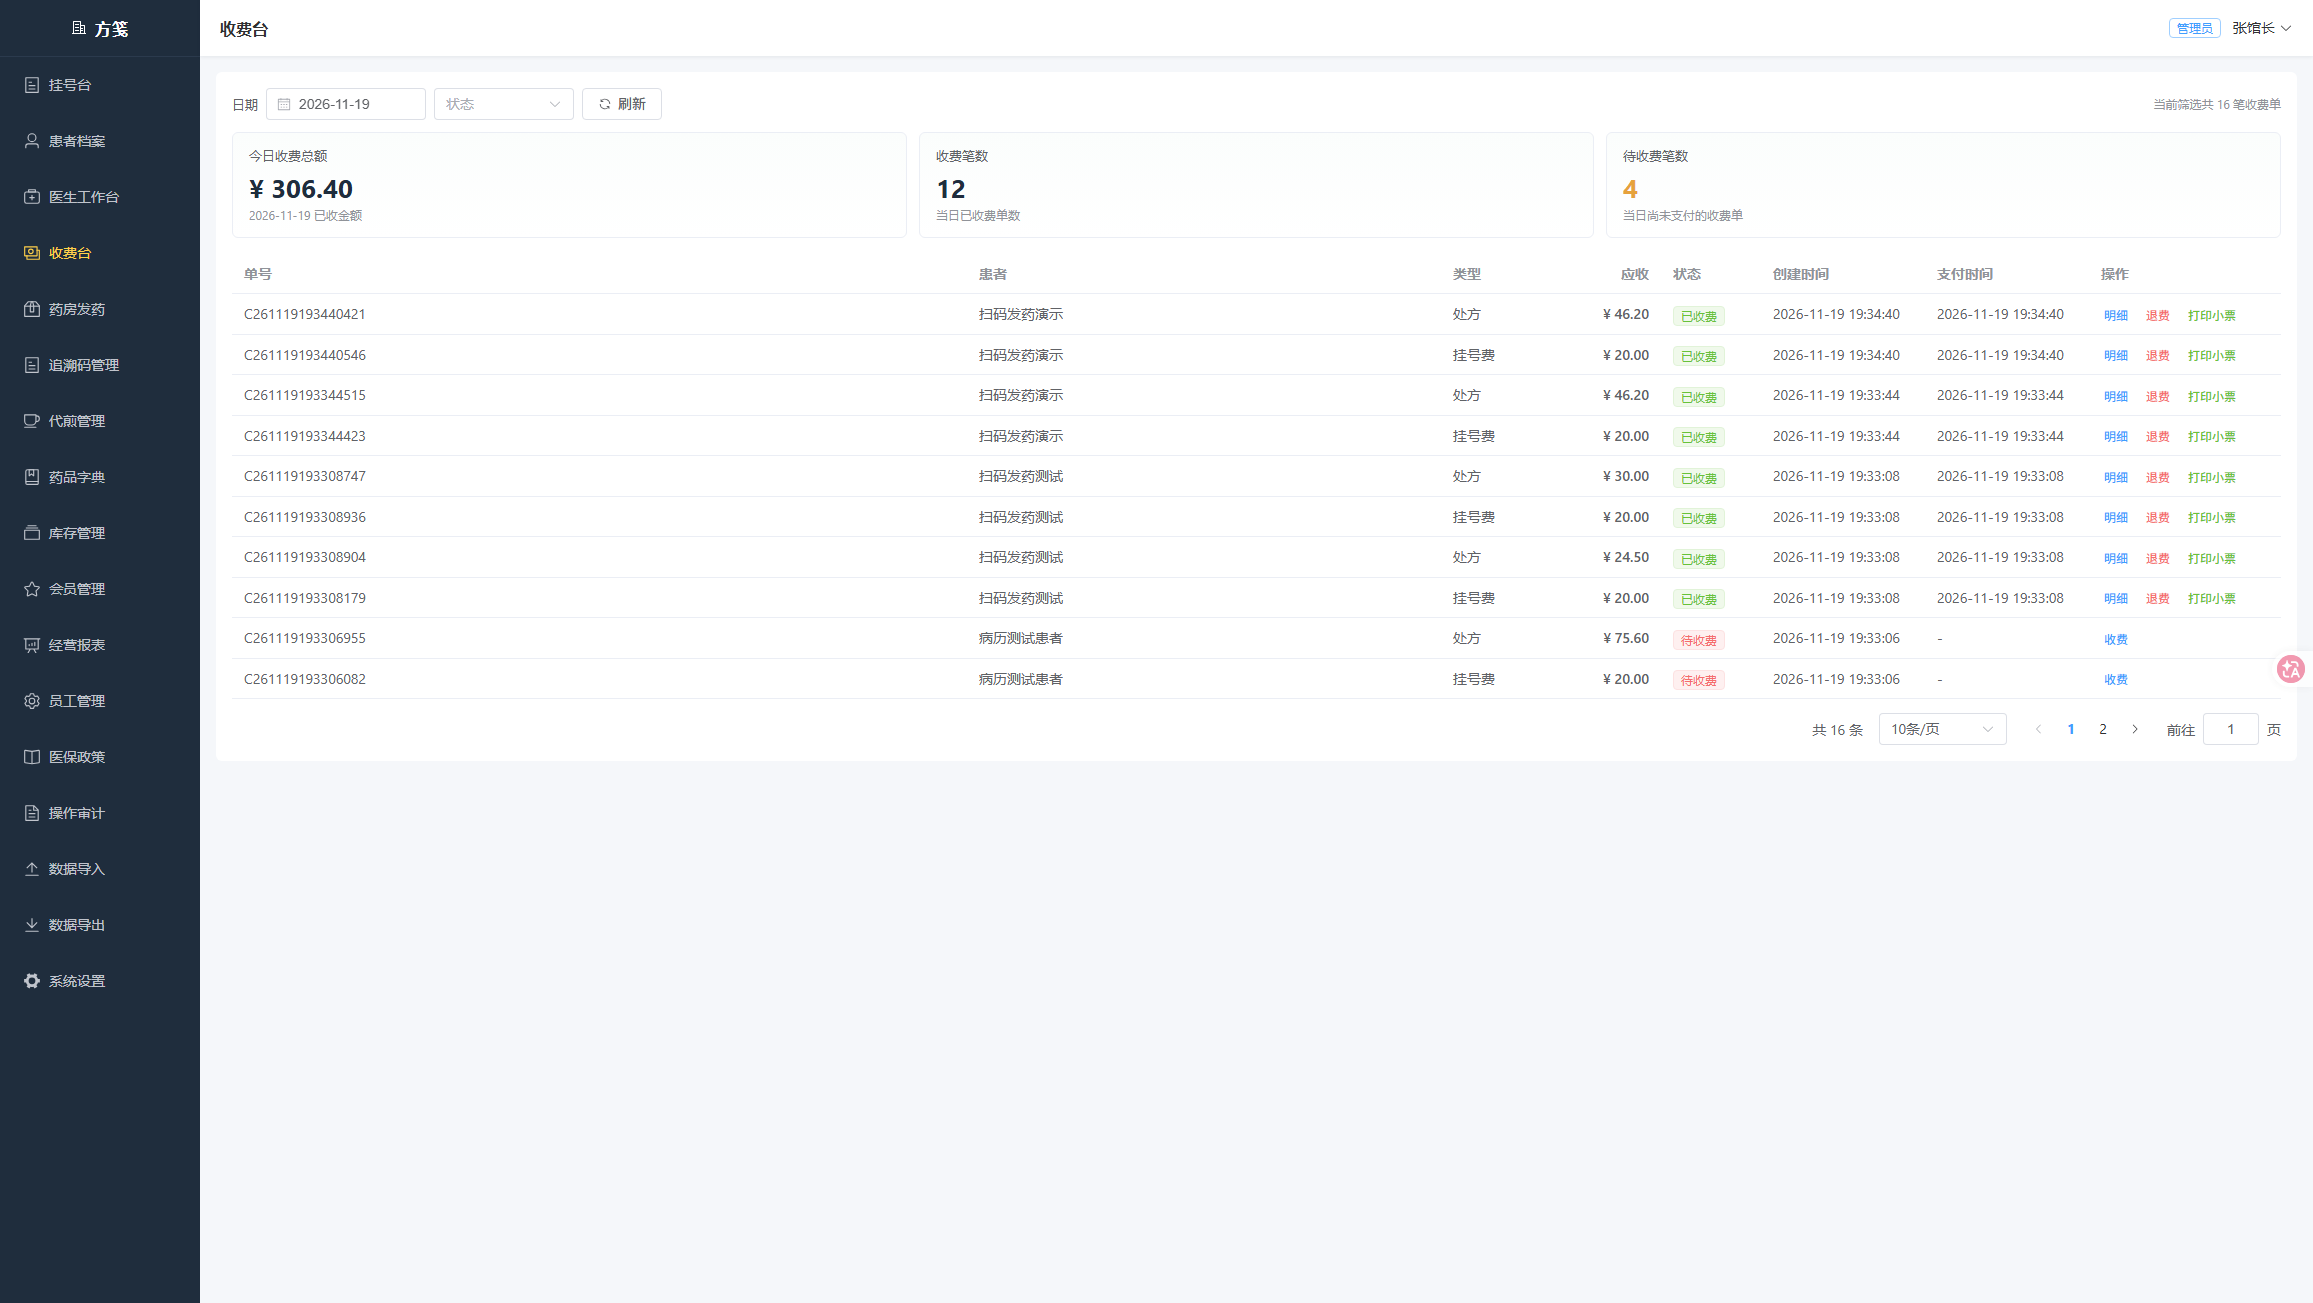 方笺
收费台
管理员 张馆长
挂号台
患者档案
医生工作台
收费台
药房发药
追溯码管理
代煎管理
药品字典
库存管理
会员管理
经营报表
员工管理
医保政策
操作审计
数据导入
数据导出
系统设置
日期 2026-11-19 状态 刷新 当前筛选共 16 笔收费单
今日收费总额
¥ 306.40
2026-11-19 已收金额
收费笔数
12
当日已收费单数
待收费笔数
4
当日尚未支付的收费单
单号 患者 类型 应收 状态 创建时间 支付时间 操作
C261119193440421 扫码发药演示 处方 ¥ 46.20 已收费 2026-11-19 19:34:40 2026-11-19 19:34:40 明细 退费 打印小票
C261119193440546 扫码发药演示 挂号费 ¥ 20.00 已收费 2026-11-19 19:34:40 2026-11-19 19:34:40 明细 退费 打印小票
C261119193344515 扫码发药演示 处方 ¥ 46.20 已收费 2026-11-19 19:33:44 2026-11-19 19:33:44 明细 退费 打印小票
C261119193344423 扫码发药演示 挂号费 ¥ 20.00 已收费 2026-11-19 19:33:44 2026-11-19 19:33:44 明细 退费 打印小票
C261119193308747 扫码发药测试 处方 ¥ 30.00 已收费 2026-11-19 19:33:08 2026-11-19 19:33:08 明细 退费 打印小票
C261119193308936 扫码发药测试 挂号费 ¥ 20.00 已收费 2026-11-19 19:33:08 2026-11-19 19:33:08 明细 退费 打印小票
C261119193308904 扫码发药测试 处方 ¥ 24.50 已收费 2026-11-19 19:33:08 2026-11-19 19:33:08 明细 退费 打印小票
C261119193308179 扫码发药测试 挂号费 ¥ 20.00 已收费 2026-11-19 19:33:08 2026-11-19 19:33:08 明细 退费 打印小票
C261119193306955 病历测试患者 处方 ¥ 75.60 待收费 2026-11-19 19:33:06 - 收费
C261119193306082 病历测试患者 挂号费 ¥ 20.00 待收费 2026-11-19 19:33:06 - 收费
共 16 条 10条/页 1 2 前往 1 页